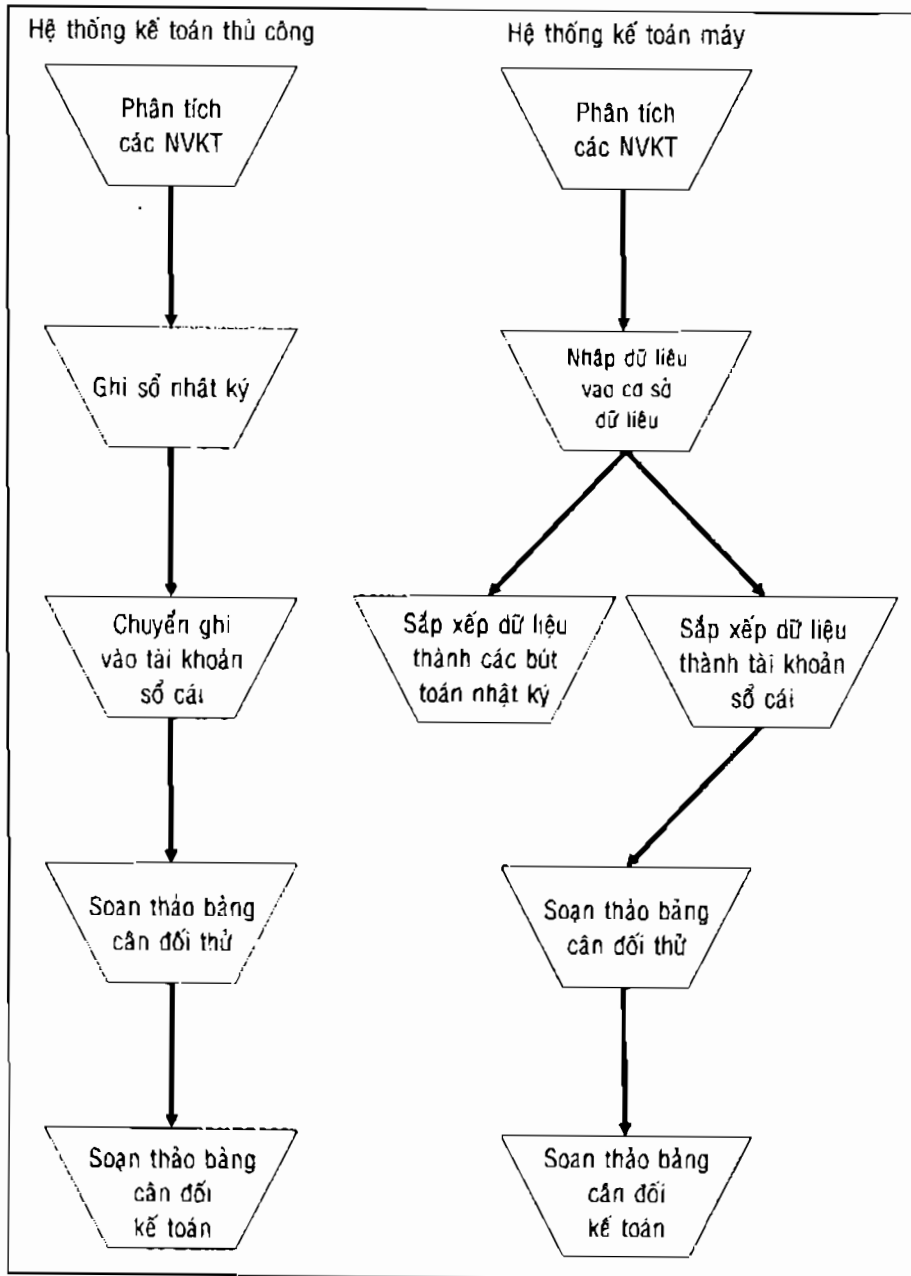 Hệ thống kế toán thủ công
Phân tích
các NVKT
Ghi sổ nhật ký
Chuyển ghi
vào tài khoản
sổ cái
Soạn thảo bảng
cân đối thử
Soạn thảo bảng
cân đối
kế toán
Hệ thống kế toán máy
Phân tích
các NVKT
Nhập dữ liệu
vao cơ sở
dữ liệu
Sắp xếp dữ liệu
thành các bút
toán nhật ký
Sắp xếp dữ liệu
thành tài khoản
sổ cái
Soạn thảo bảng
cân đối thử
Soạn thảo bảng
cân đối
kế toán